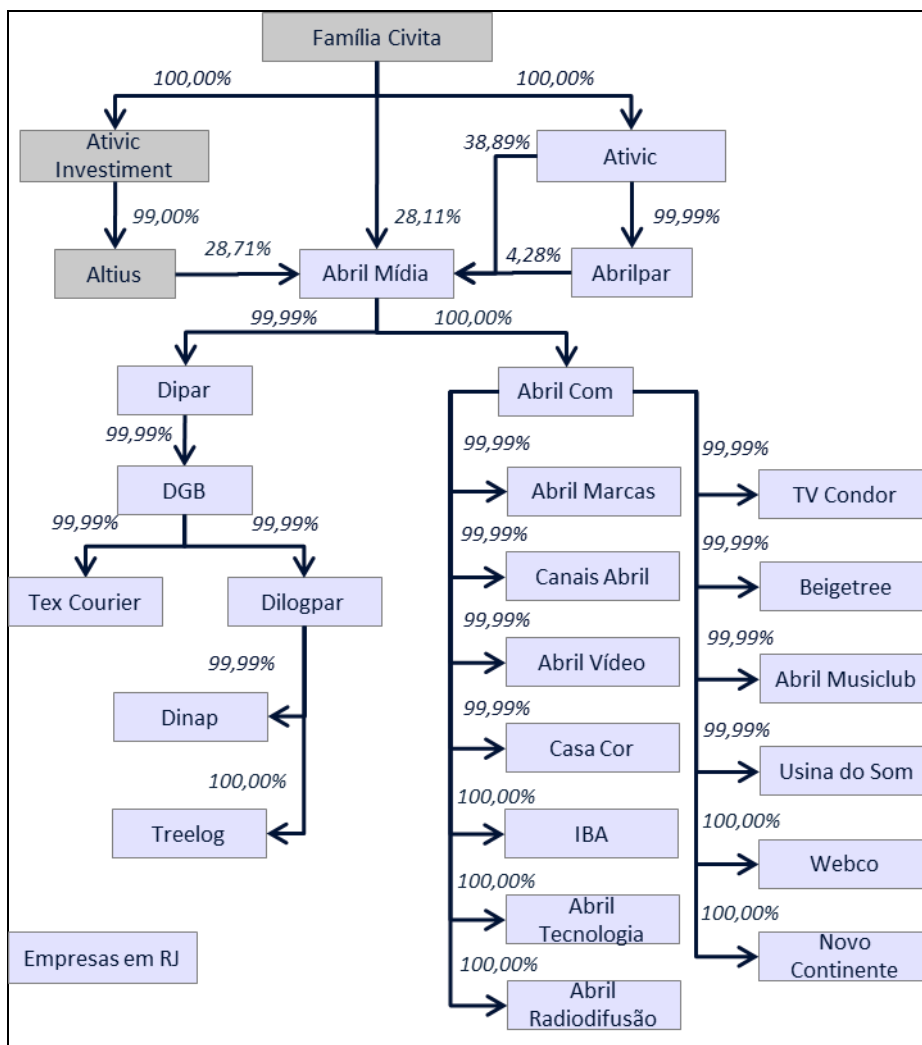 Família Civita
100,00%
100,00%
Ativic
Investiment
38,89%
Ativic
99,00%
28,11%
99,99%
Altius
28,71%
Abril Mídia
4,28%
Abrilpar
99,99%
100,00%
Dipar
Abril Com
99,99%
DGB
99,99%
99,99%
Tex Courier
Dilogpar
99,99%
Dinap
100,00%
Treelog
99,99%
Abril Marcas
99,99%
Canais Abril
99,99%
Abril Vídeo
99,99%
Casa Cor
100,00%
IBA
100,00%
Abril
Tecnologia
100,00%
Abril
Radiodifusão
99,99%
TV Condor
99,99%
Beigetree
99,99%
Abril Musiclub
99,99%
Usina do Som
100,00%
Webco
100,00%
Novo
Continente
Empresas em RJ